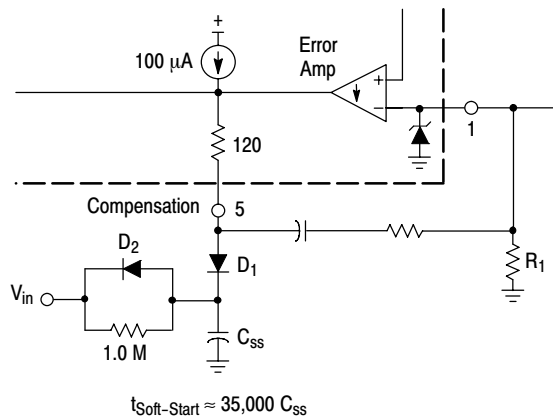 +
100 μA
Error
Amp
+
−
1
120
Compensation
5
D2
D1
Vin
R1
1.0 M
Css
tSoft−Start ≈ 35,000 Css